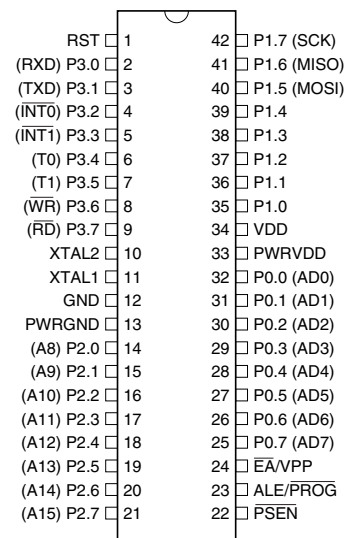 RST 1 42 P1.7 (SCK)
(RXD) P3.0 2 41 P1.6 (MISO)
(TXD) P3.1 3 40 P1.5 (MOSI)
(I̅N̅T̅0̅) P3.2 4 39 P1.4
(I̅N̅T̅1̅) P3.3 5 38 P1.3
(T0) P3.4 6 37 P1.2
(T1) P3.5 7 36 P1.1
(W̅R̅) P3.6 8 35 P1.0
(R̅D̅) P3.7 9 34 VDD
XTAL2 10 33 PWRVDD
XTAL1 11 32 P0.0 (AD0)
GND 12 31 P0.1 (AD1)
PWRGND 13 30 P0.2 (AD2)
(A8) P2.0 14 29 P0.3 (AD3)
(A9) P2.1 15 28 P0.4 (AD4)
(A10) P2.2 16 27 P0.5 (AD5)
(A11) P2.3 17 26 P0.6 (AD6)
(A12) P2.4 18 25 P0.7 (AD7)
(A13) P2.5 19 24 E̅A̅/VPP
(A14) P2.6 20 23 ALE/P̅R̅O̅G̅
(A15) P2.7 21 22 P̅S̅E̅N̅